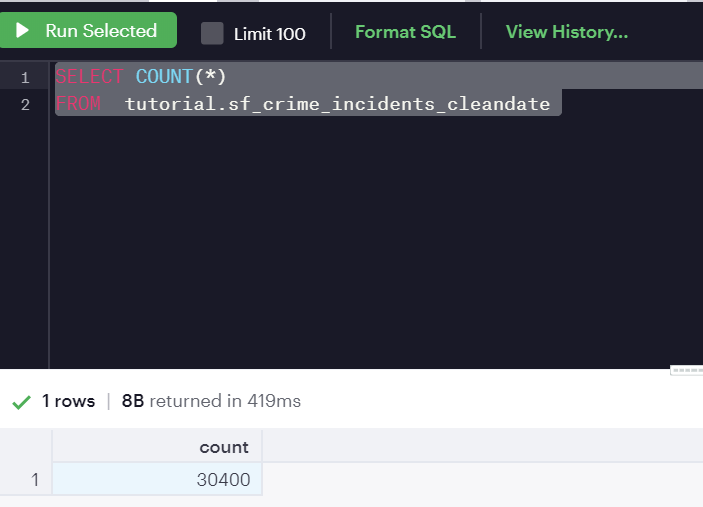 Run Selected Limit 100 Format SQL View History...
1 SELECT COUNT(*)
2 FROM tutorial.sf_crime_incidents_cleandate
1 rows | 8B returned in 419ms
count
1 30400